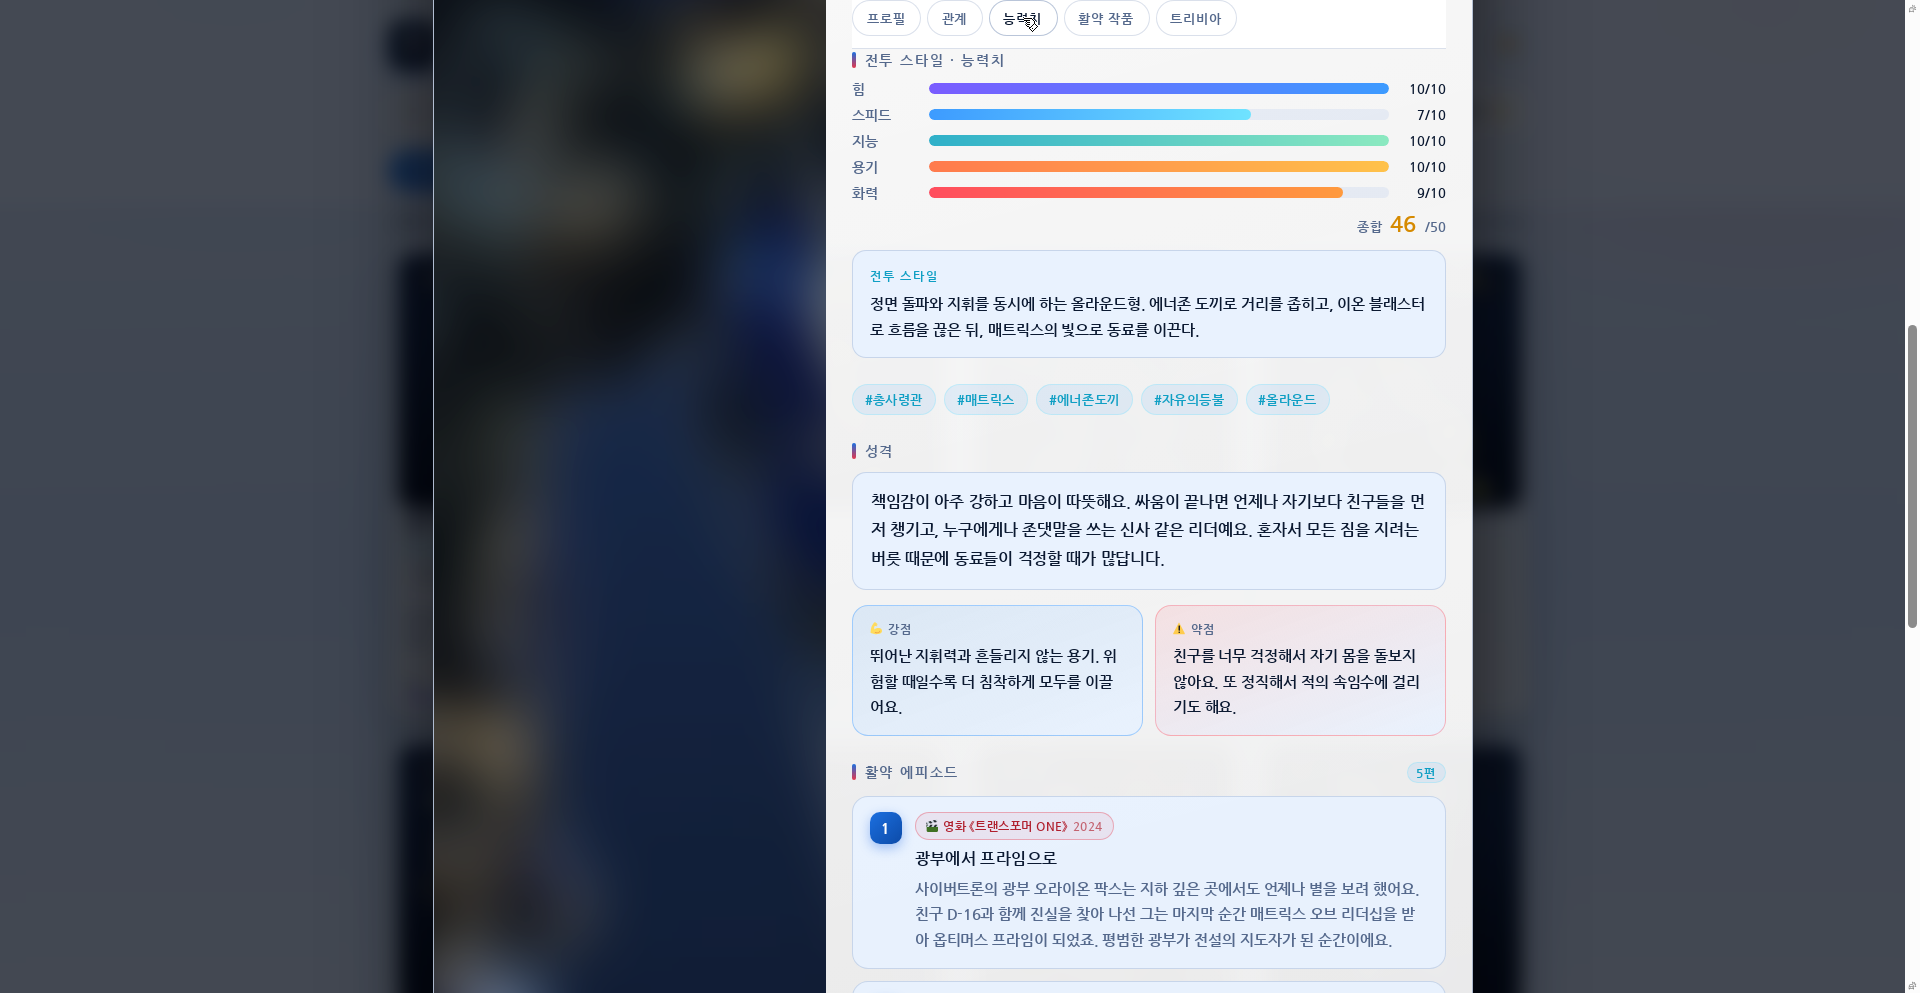 프로필
관계
능력치
활약 작품
트리비아
전투 스타일 · 능력치
힘 10/10
스피드 7/10
지능 10/10
용기 10/10
화력 9/10
종합 46 /50
전투 스타일
정면 돌파와 지휘를 동시에 하는 올라운드형. 에너존 도끼로 거리를 좁히고, 이온 블래스터
로 흐름을 끊은 뒤, 매트릭스의 빛으로 동료를 이끈다.
#총사령관
#매트릭스
#에너존도끼
#자유의등불
#올라운드
성격
책임감이 아주 강하고 마음이 따뜻해요. 싸움이 끝나면 언제나 자기보다 친구들을 먼
저 챙기고, 누구에게나 존댓말을 쓰는 신사 같은 리더예요. 혼자서 모든 짐을 지려는
버릇 때문에 동료들이 걱정할 때가 많답니다.
💪 강점
뛰어난 지휘력과 흔들리지 않는 용기. 위
험할 때일수록 더 침착하게 모두를 이끌
어요.
⚠️ 약점
친구를 너무 걱정해서 자기 몸을 돌보지
않아요. 또 정직해서 적의 속임수에 걸리
기도 해요.
활약 에피소드
5편
1
🎬 영화 《트랜스포머 ONE》 2024
광부에서 프라임으로
사이버트론의 광부 오라이온 팍스는 지하 깊은 곳에서도 언제나 별을 보려 했어요.
친구 D-16과 함께 진실을 찾아 나선 그는 마지막 순간 매트릭스 오브 리더십을 받
아 옵티머스 프라임이 되었죠. 평범한 광부가 전설의 지도자가 된 순간이에요.